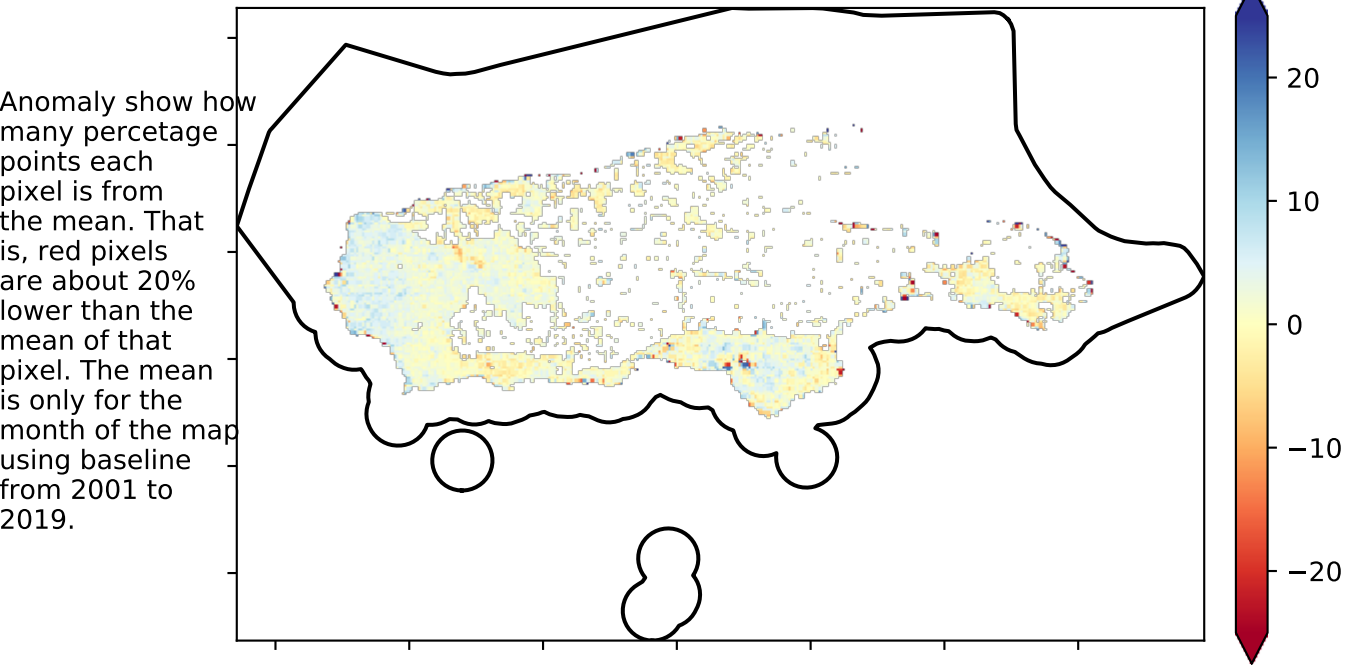 Anomaly show how
many percetage
points each
pixel is from
the mean. That
is, red pixels
are about 20%
lower than the
mean of that
pixel. The mean
is only for the
month of the map
using baseline
from 2001 to
2019.
20
10
0
−10
−20